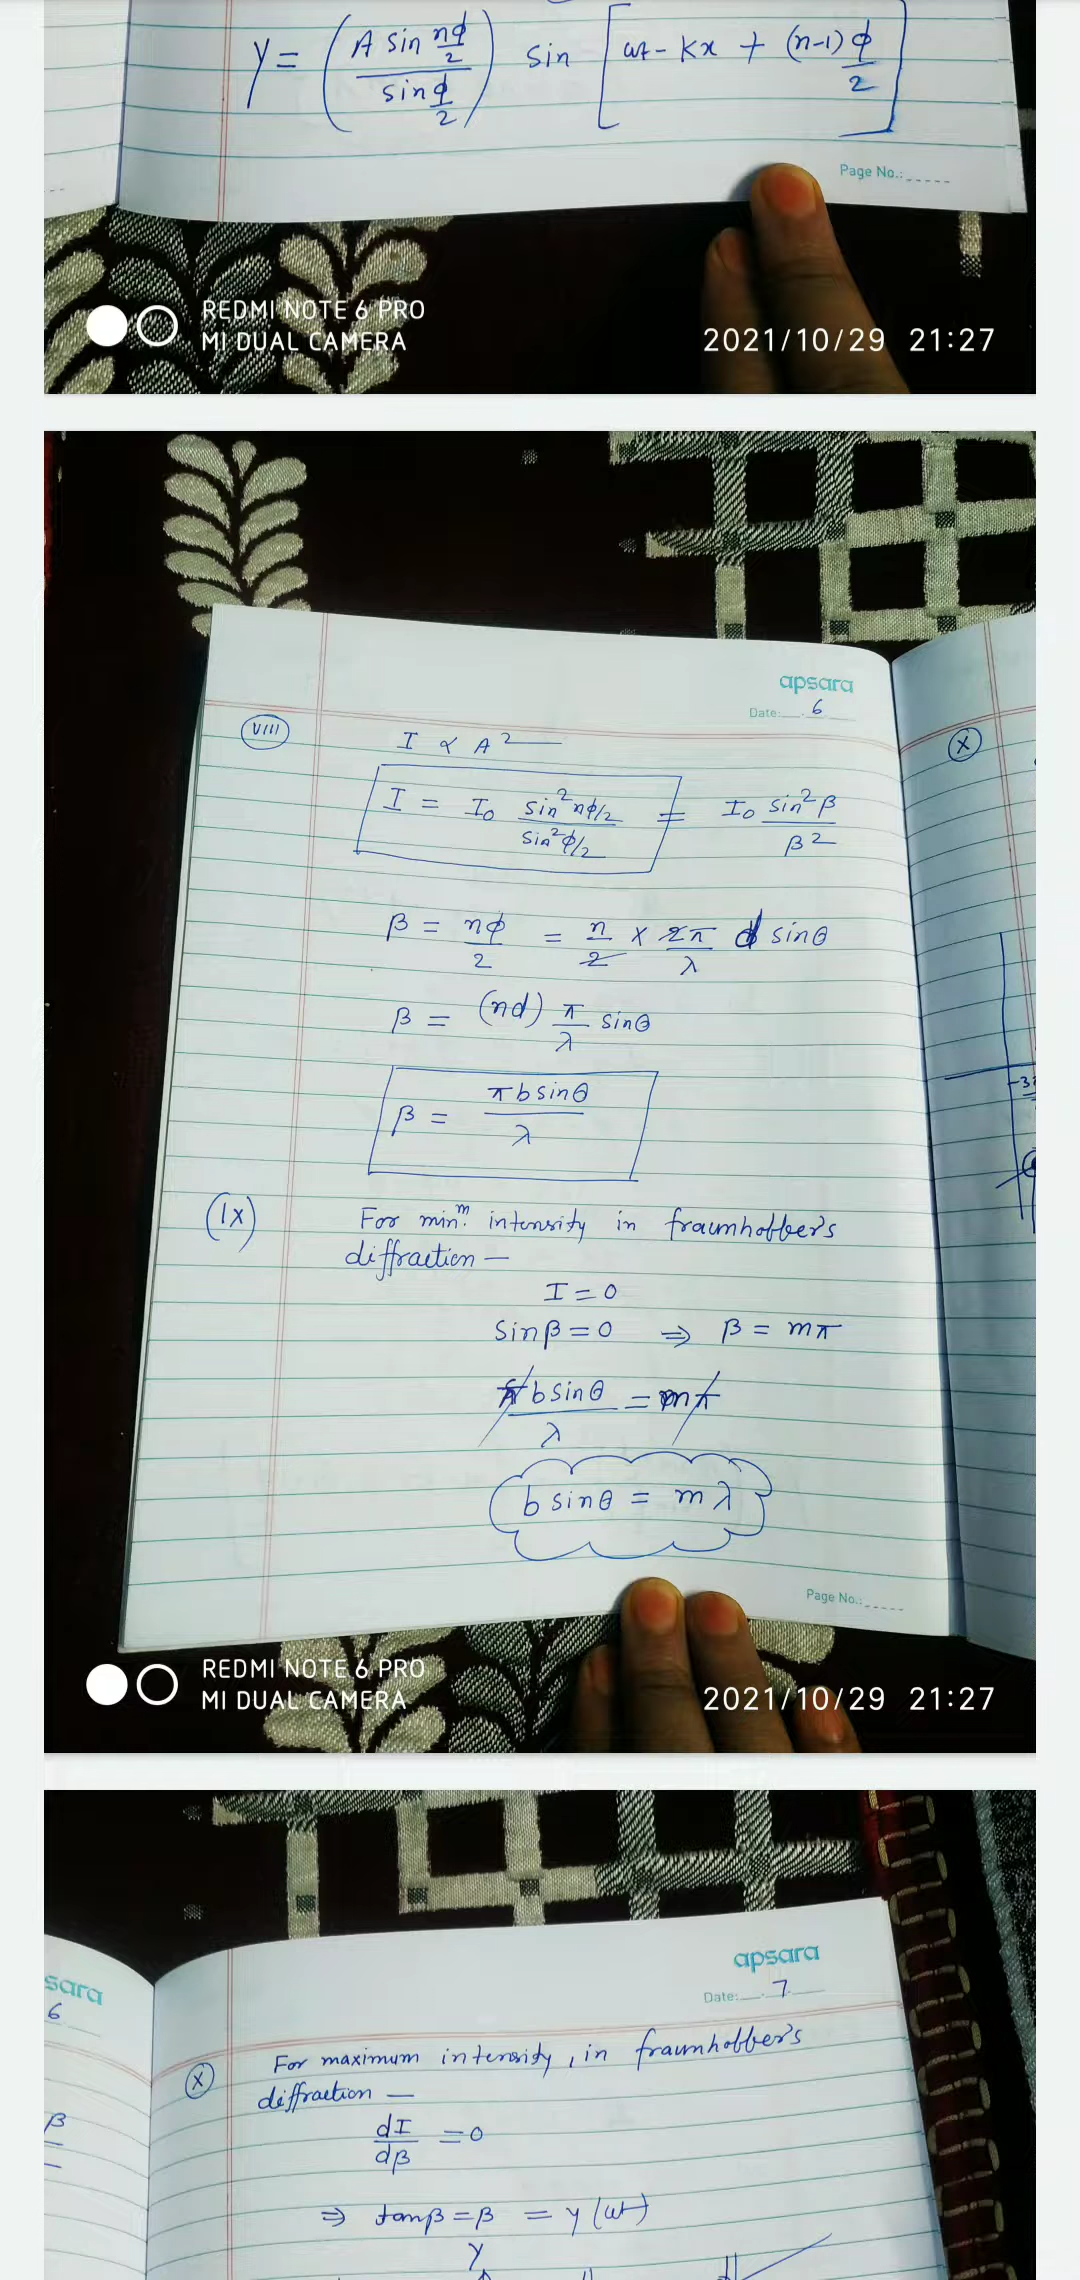 Y = (A sin nφ/2 / sin φ/2) sin [ωt - Kx + (n-1) φ/2]
Page No.:
REDMI NOTE 6 PRO
MI DUAL CAMERA
2021/10/29 21:27
apsara
Date: 6
VIII
I ∝ A²
I = I₀ sin² nφ/2 / sin² φ/2 = I₀ sin² β / β²
β = nφ/2 = n/2 × 2π/λ d sinθ
β = (nd) π/λ sinθ
β = π b sinθ / λ
(IX) For minᵐ. intensity in fraunhoffer's
diffraction —
I = 0
Sinβ = 0 ⇒ β = mπ
π b sinθ / λ = mπ
b sinθ = mλ
Page No.:
X
REDMI NOTE 6 PRO
MI DUAL CAMERA
2021/10/29 21:27
sara
6
β
apsara
Date: 7
X For maximum intensity, in fraunhoffer's
diffraction —
dI/dβ = 0
⇒ tanβ = β = y (let)
Y